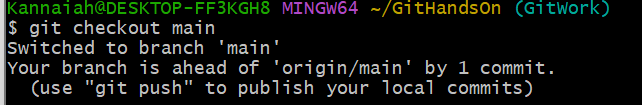 Kannaiah@DESKTOP-FF3KGH8 MINGW64 ~/GitHandsOn (GitWork)
$ git checkout main
Switched to branch 'main'
Your branch is ahead of 'origin/main' by 1 commit.
  (use "git push" to publish your local commits)